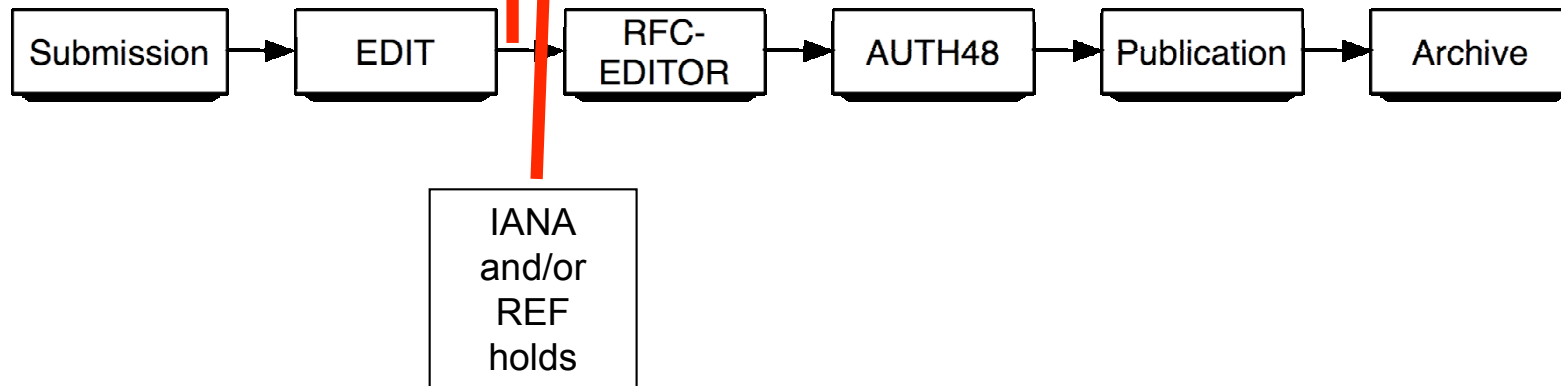 Submission
EDIT
RFC-
EDITOR
AUTH48
Publication
Archive
IANA
and/or
REF
holds